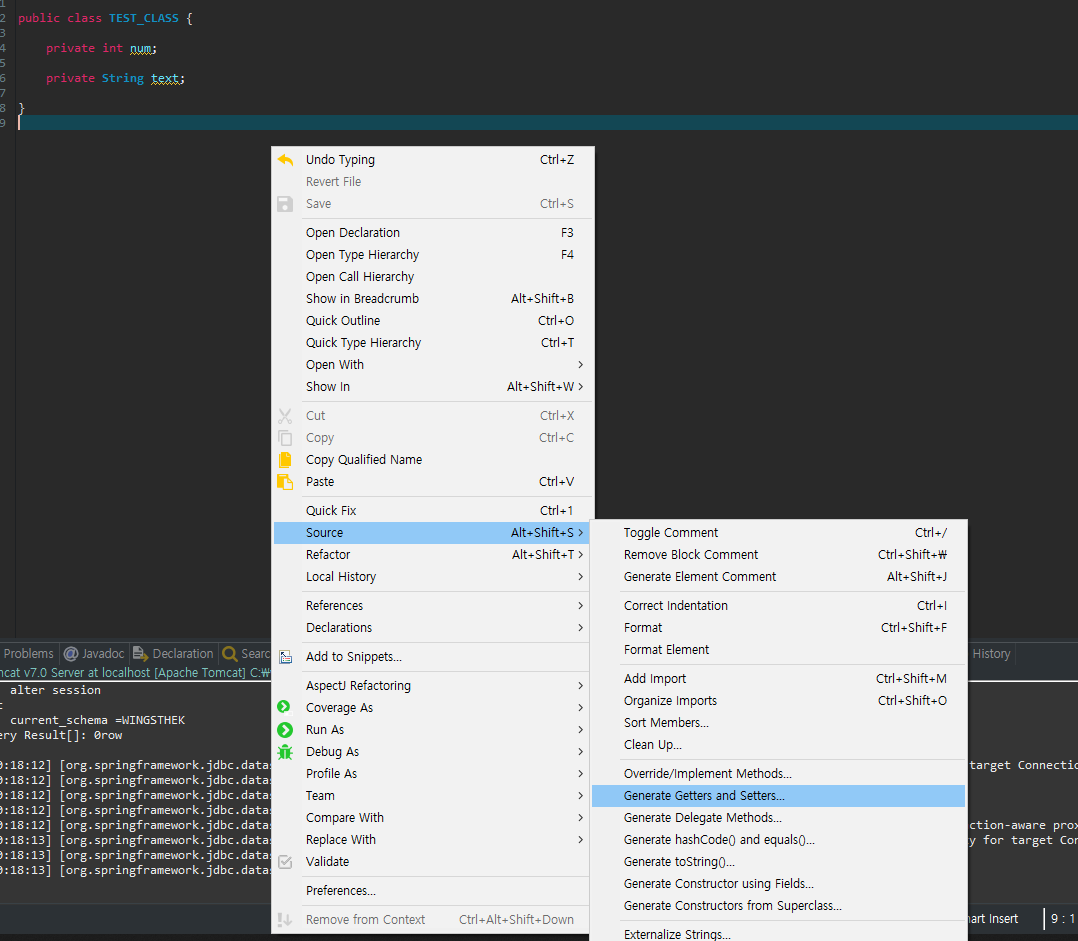 1
2 public class TEST_CLASS {
3
4 private int num;
5
6 private String text;
7
8 }
9
Undo Typing Ctrl+Z
Revert File
Save Ctrl+S
Open Declaration F3
Open Type Hierarchy F4
Open Call Hierarchy
Show in Breadcrumb Alt+Shift+B
Quick Outline Ctrl+O
Quick Type Hierarchy Ctrl+T
Open With
Show In Alt+Shift+W
Cut Ctrl+X
Copy Ctrl+C
Copy Qualified Name
Paste Ctrl+V
Quick Fix Ctrl+1
Source Alt+Shift+S
Refactor Alt+Shift+T
Local History
References
Declarations
Add to Snippets...
AspectJ Refactoring
Coverage As
Run As
Debug As
Profile As
Team
Compare With
Replace With
Validate
Preferences...
Remove from Context Ctrl+Alt+Shift+Down
Toggle Comment Ctrl+/
Remove Block Comment Ctrl+Shift+₩
Generate Element Comment Alt+Shift+J
Correct Indentation Ctrl+I
Format Ctrl+Shift+F
Format Element
Add Import Ctrl+Shift+M
Organize Imports Ctrl+Shift+O
Sort Members...
Clean Up...
Override/Implement Methods...
Generate Getters and Setters...
Generate Delegate Methods...
Generate hashCode() and equals()...
Generate toString()...
Generate Constructor using Fields...
Generate Constructors from Superclass...
Externalize Strings...
Problems @ Javadoc Declaration Searc History
ncat v7.0 Server at localhost [Apache Tomcat] C:₩
alter session
t
current_schema =WINGSTHEK
ery Result[]: 0row
0:18:12] [org.springframework.jdbc.datas target Connectio
0:18:12] [org.springframework.jdbc.datas
0:18:12] [org.springframework.jdbc.datas
0:18:12] [org.springframework.jdbc.datas
0:18:12] [org.springframework.jdbc.datas ction-aware prox
0:18:13] [org.springframework.jdbc.datas y for target Con
0:18:13] [org.springframework.jdbc.datas
0:18:13] [org.springframework.jdbc.datas
nart Insert 9 : 1